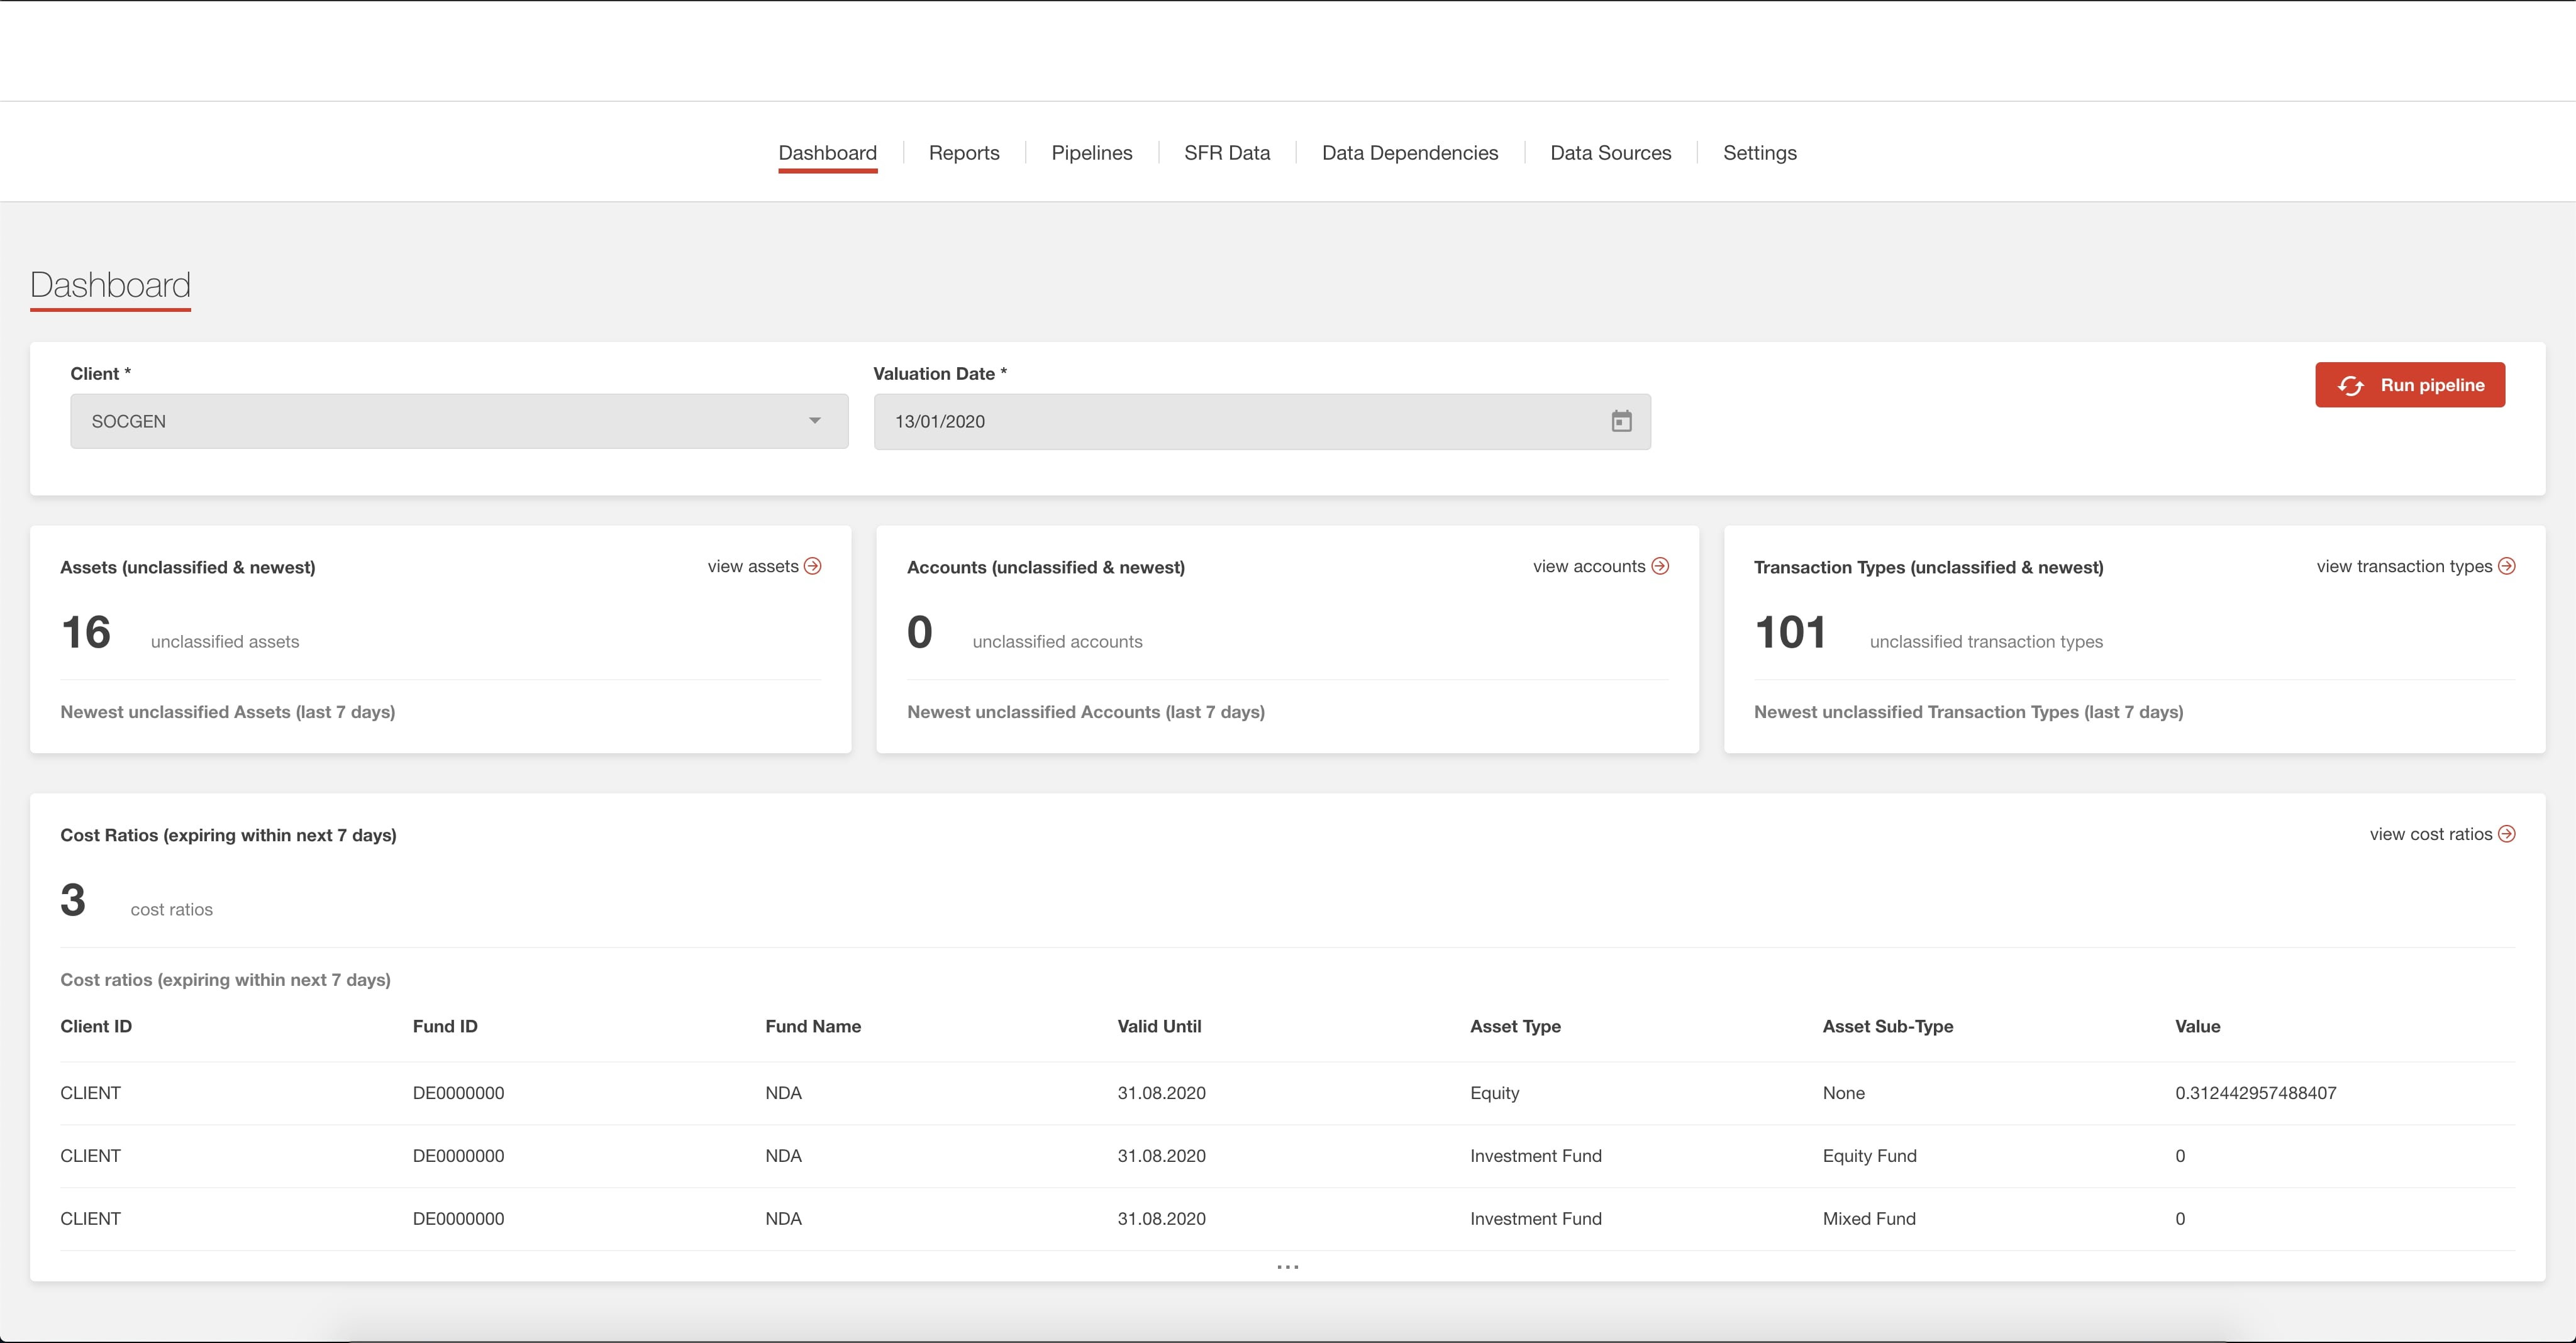 Dashboard Reports Pipelines SFR Data Data Dependencies Data Sources Settings
Dashboard
Client * Valuation Date *
Run pipeline
SOCGEN 13/01/2020
Assets (unclassified & newest) view assets
16 unclassified assets
Newest unclassified Assets (last 7 days)
Accounts (unclassified & newest) view accounts
0 unclassified accounts
Newest unclassified Accounts (last 7 days)
Transaction Types (unclassified & newest) view transaction types
101 unclassified transaction types
Newest unclassified Transaction Types (last 7 days)
Cost Ratios (expiring within next 7 days) view cost ratios
3 cost ratios
Cost ratios (expiring within next 7 days)
Client ID Fund ID Fund Name Valid Until Asset Type Asset Sub-Type Value
CLIENT DE0000000 NDA 31.08.2020 Equity None 0.312442957488407
CLIENT DE0000000 NDA 31.08.2020 Investment Fund Equity Fund 0
CLIENT DE0000000 NDA 31.08.2020 Investment Fund Mixed Fund 0
...